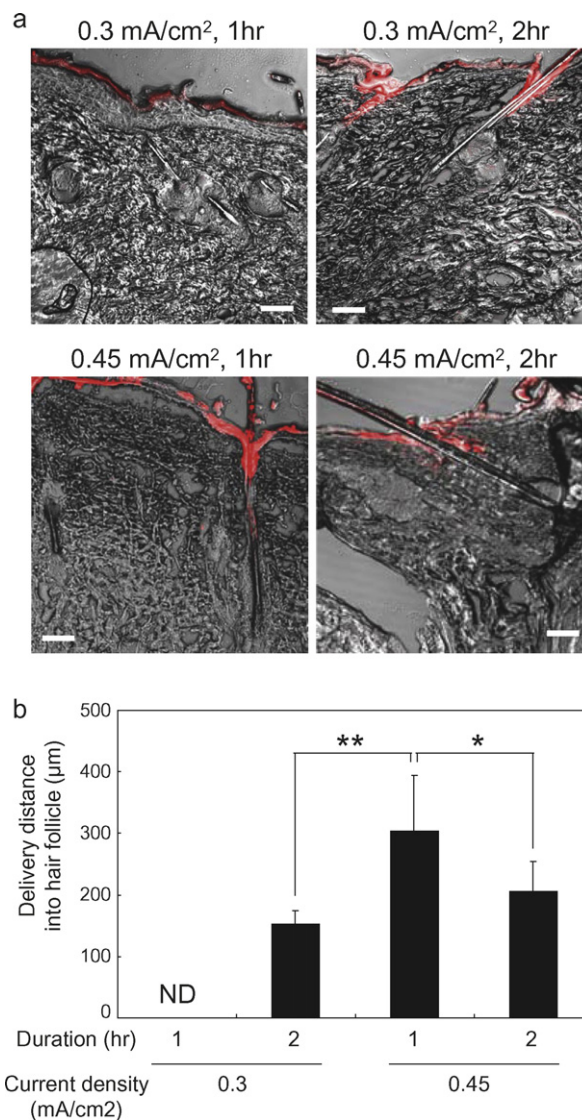 a
0.3 mA/cm², 1hr
0.3 mA/cm², 2hr
0.45 mA/cm², 1hr
0.45 mA/cm², 2hr
b
Delivery distance
into hair follicle (µm)
500
400
300
200
100
0
** *
ND
Duration (hr) 1 2 1 2
Current density
(mA/cm2)
0.3 0.45